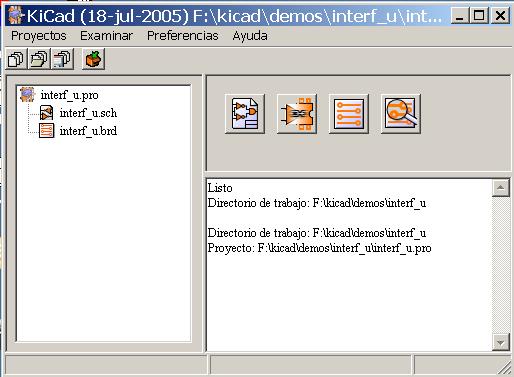 KiCad (18-jul-2005) F:\kicad\demos\interf_u\int...
Proyectos Examinar Preferencias Ayuda
interf_u.pro
interf_u.sch
interf_u.brd
Listo
Directorio de trabajo: F:\kicad\demos\interf_u
Directorio de trabajo: F:\kicad\demos\interf_u
Proyecto: F:\kicad\demos\interf_u\interf_u.pro